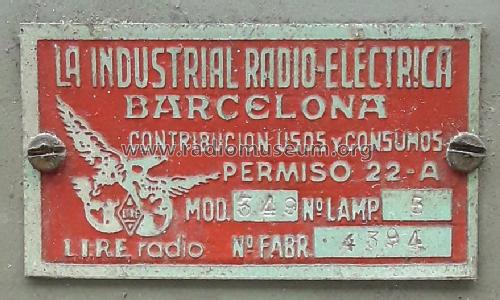 LA INDUSTRIAL RADIO-ELÉCTRICA
BARCELONA
CONTRIBUCION USOS Y CONSUMOS
www.radiomuseum.org
PERMISO 22-A
MOD. 349 Nº LAMP. 5
LIRE
L.I.R.E. radio Nº FABR. 4394